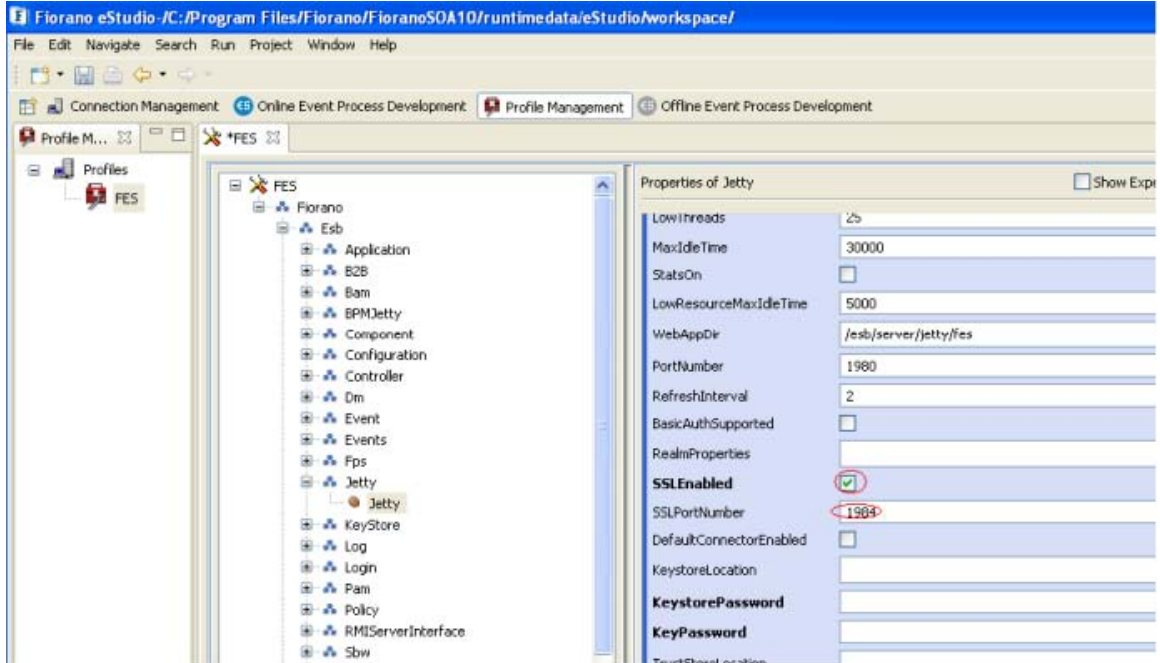 Fiorano eStudio-/C:/Program Files/Fiorano/FioranoSOA10/runtimedata/eStudio/workspace/
File Edit Navigate Search Run Project Window Help
Connection Management Online Event Process Development Profile Management Offline Event Process Development
Profile M... *FES
Profiles
FES
FES
Fiorano
Esb
Application
B2B
Bam
BPMJetty
Component
Configuration
Controller
Dm
Event
Events
Fps
Jetty
Jetty
KeyStore
Log
Login
Pam
Policy
RMIServerInterface
Sbw
Properties of Jetty Show Expe
LowThreads 25
MaxIdleTime 30000
StatsOn
LowResourceMaxIdleTime 5000
WebAppDir /esb/server/jetty/fes
PortNumber 1980
RefreshInterval 2
BasicAuthSupported
RealmProperties
SSLEnabled
SSLPortNumber 1984
DefaultConnectorEnabled
KeystoreLocation
KeystorePassword
KeyPassword
TrustStoreLocation